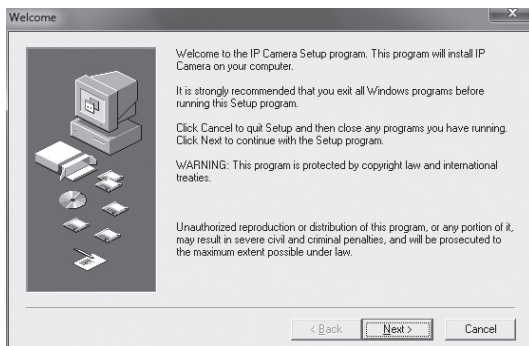 Welcome
Welcome to the IP Camera Setup program. This program will install IP
Camera on your computer.
It is strongly recommended that you exit all Windows programs before
running this Setup program.
Click Cancel to quit Setup and then close any programs you have running.
Click Next to continue with the Setup program.
WARNING: This program is protected by copyright law and international
treaties.
Unauthorized reproduction or distribution of this program, or any portion of it,
may result in severe civil and criminal penalties, and will be prosecuted to
the maximum extent possible under law.
< Back
Next >
Cancel